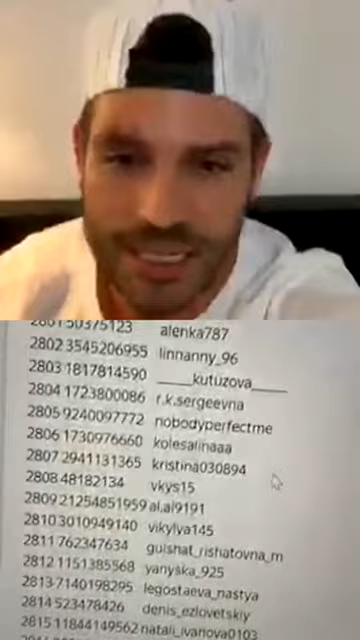 2801 50375123 alenka787
2802 3545206955 linnanny_96
2803 1817814590 _____kutuzova_____
2804 1723800086 r.k.sergeevna
2805 9240097772 nobodyperfectme
2806 1730976660 kolesalinaaa
2807 2941131365 kristina030894
2808 48182134 vkys15
2809 21254851959 al.al9191
2810 3010949140 vikylya145
2811 762347634 gulshat_rishatovna_m
2812 1151385568 yanyska_925
2813 7140198295 legostaeva_nastya
2814 523478426 denis_ezlovetskiy
2815 11844149562 natali_ivanova0103